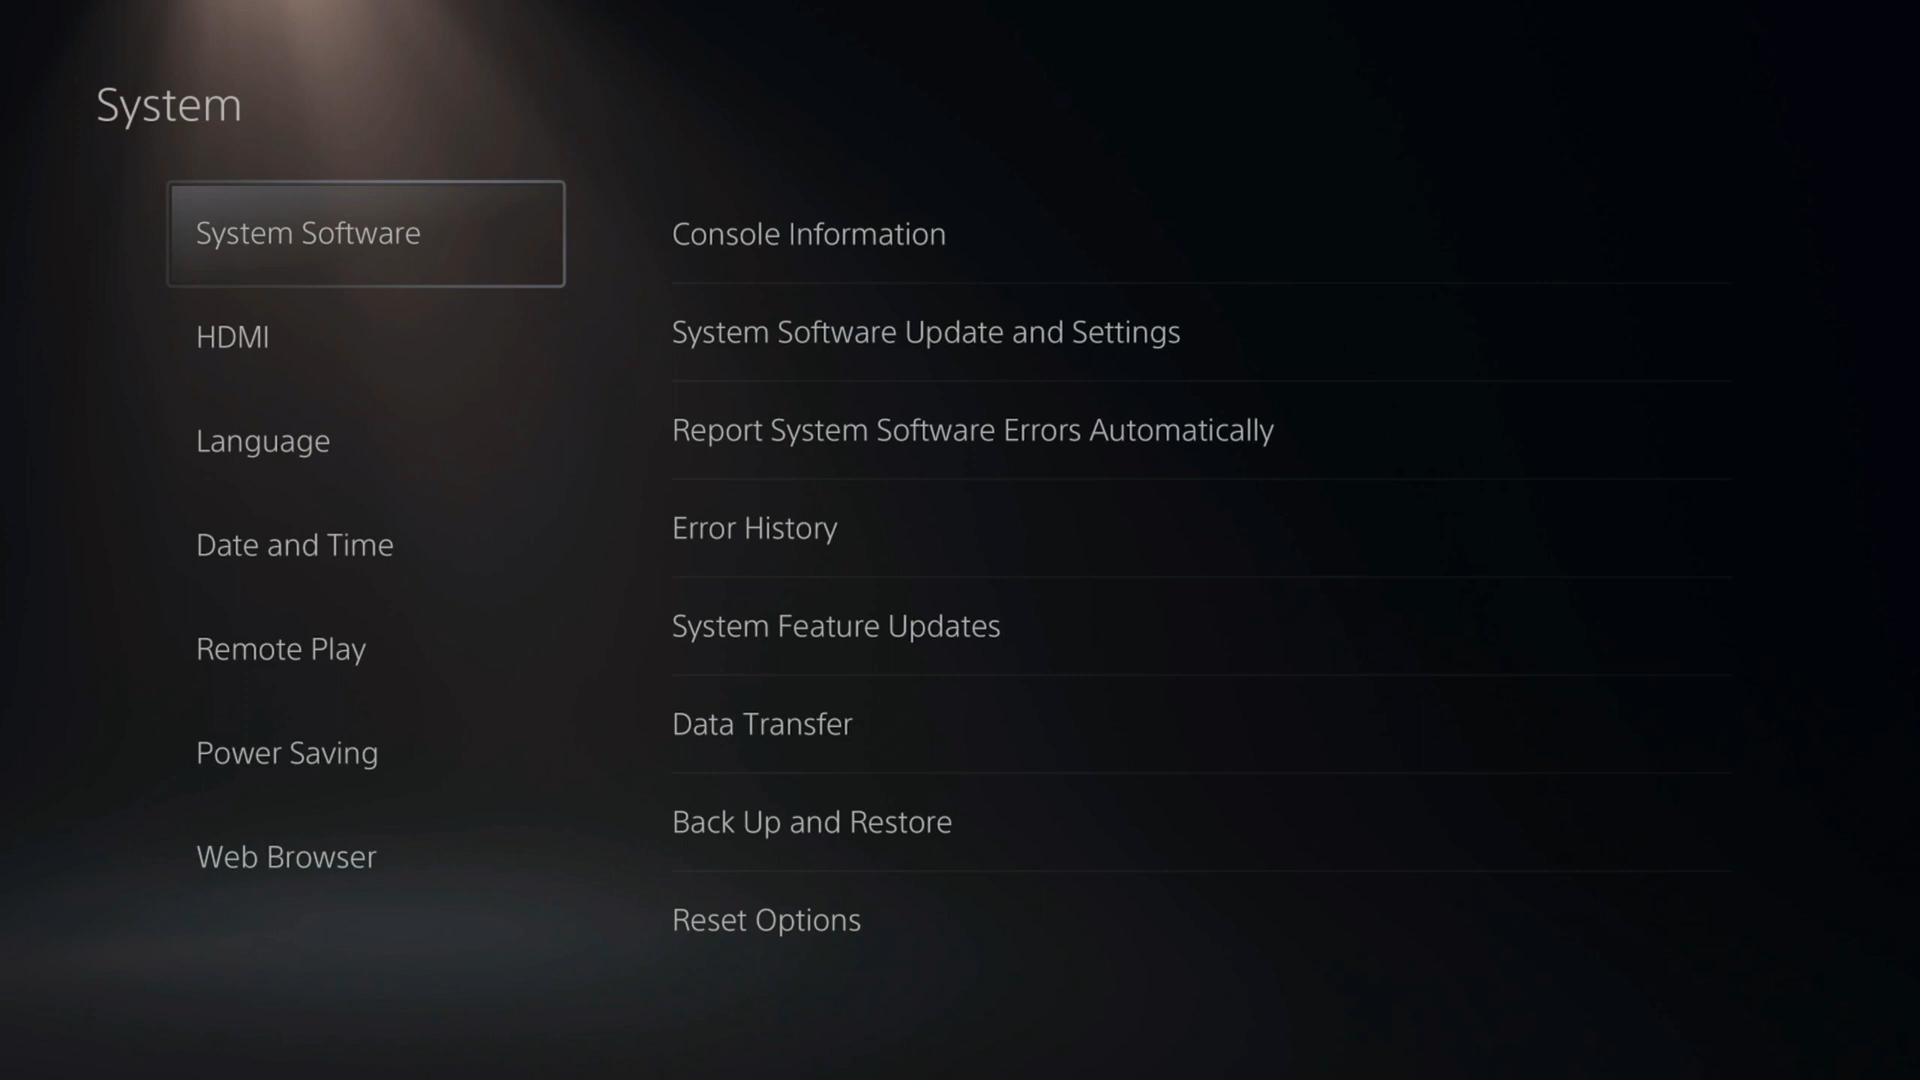 System
System Software
HDMI
Language
Date and Time
Remote Play
Power Saving
Web Browser
Console Information
System Software Update and Settings
Report System Software Errors Automatically
Error History
System Feature Updates
Data Transfer
Back Up and Restore
Reset Options